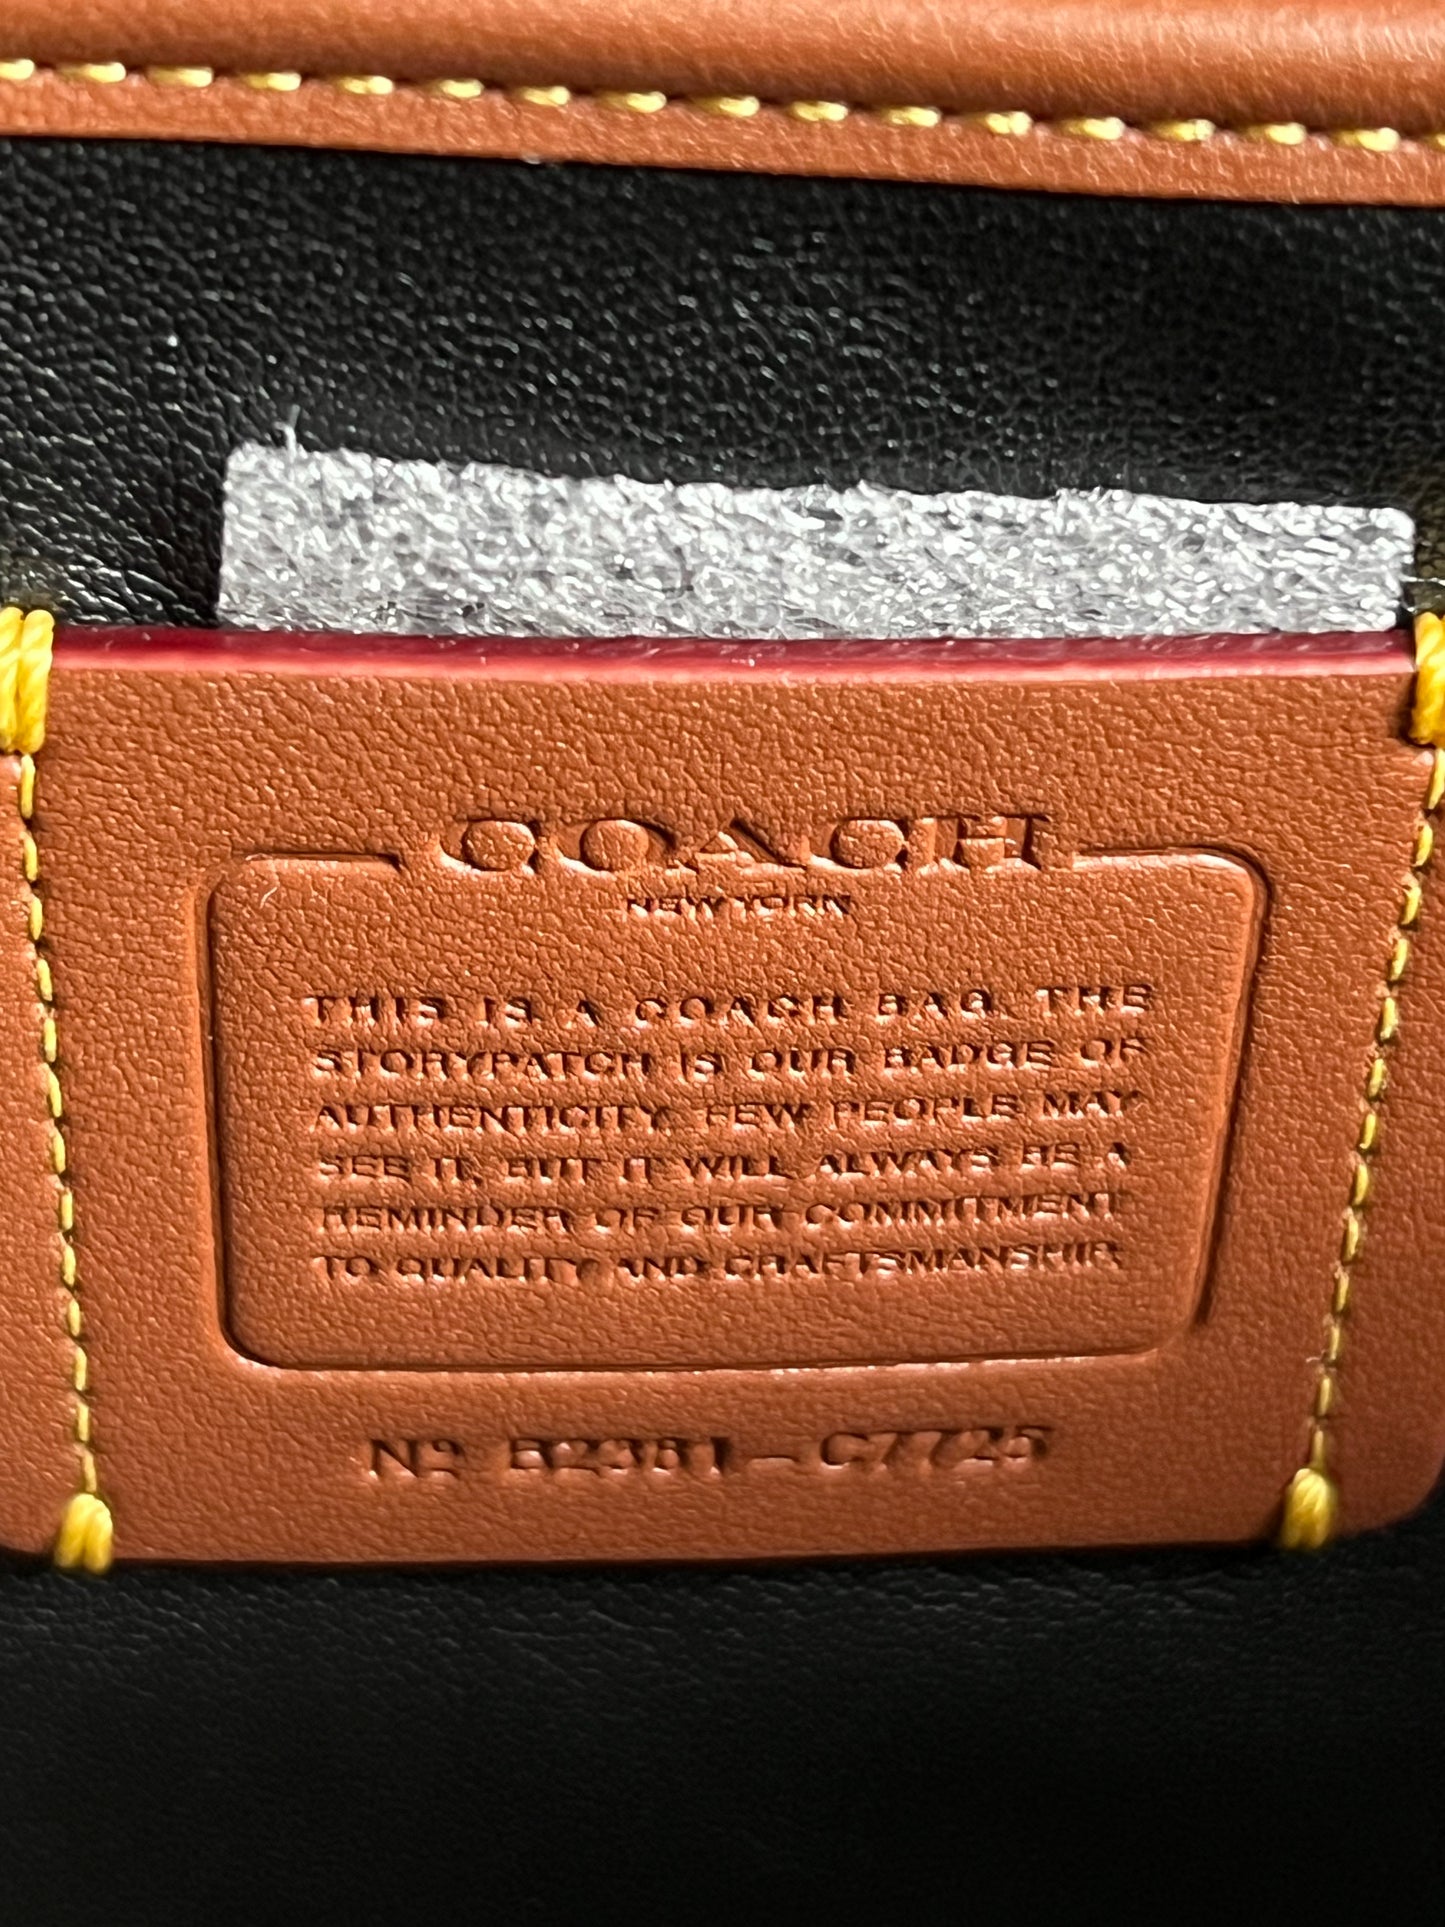 COACH
NEW YORK
THIS IS A COACH BAG. THE
STORYPATCH IS OUR BADGE OF
AUTHENTICITY. FEW PEOPLE MAY
SEE IT, BUT IT WILL ALWAYS BE A
REMINDER OF OUR COMMITMENT
TO QUALITY AND CRAFTSMANSHIP.
Nº B2381-C7725